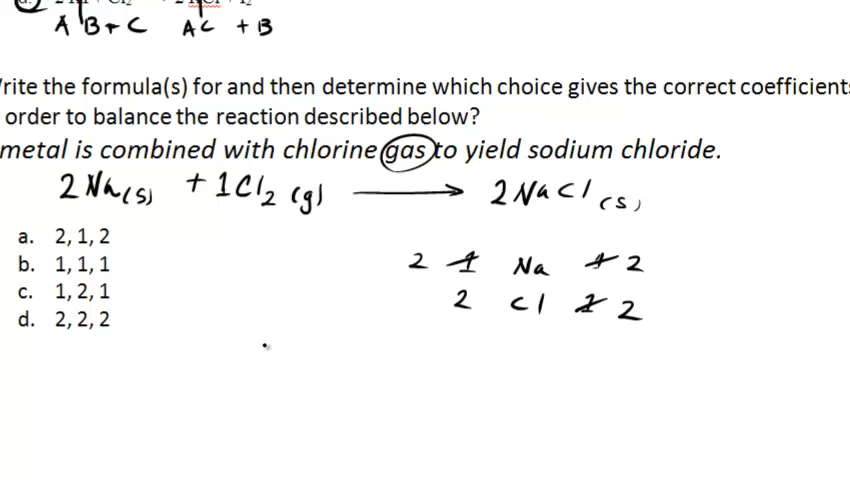 A B + C AC + B
Write the formula(s) for and then determine which choice gives the correct coefficients
order to balance the reaction described below?
metal is combined with chlorine gas to yield sodium chloride.
2 Na(s) + 1 Cl2 (g) → 2 NaCl (s)
a. 2, 1, 2
b. 1, 1, 1
c. 1, 2, 1
d. 2, 2, 2
2 1 Na 1 2
2 Cl 1 2